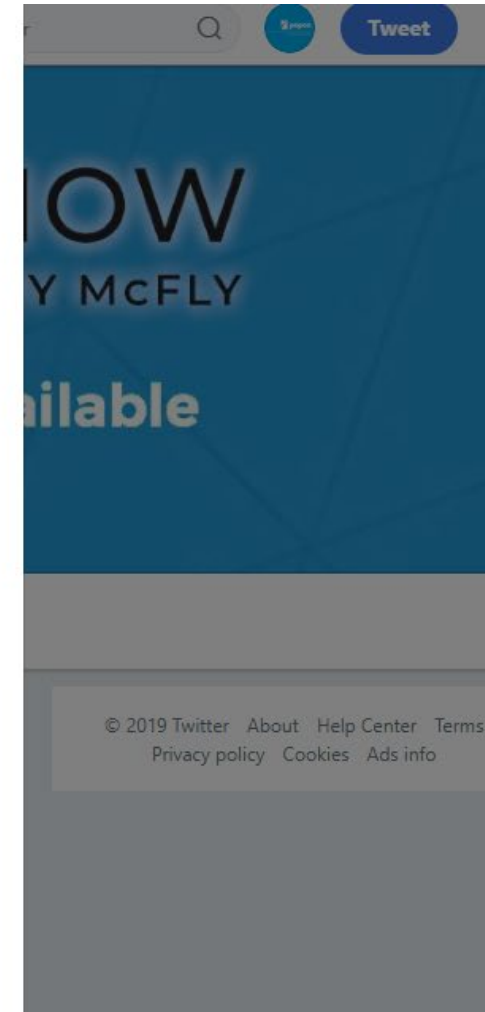 r
Tweet
IOW
Y McFLY
ailable
© 2019 Twitter About Help Center Terms
Privacy policy Cookies Ads info